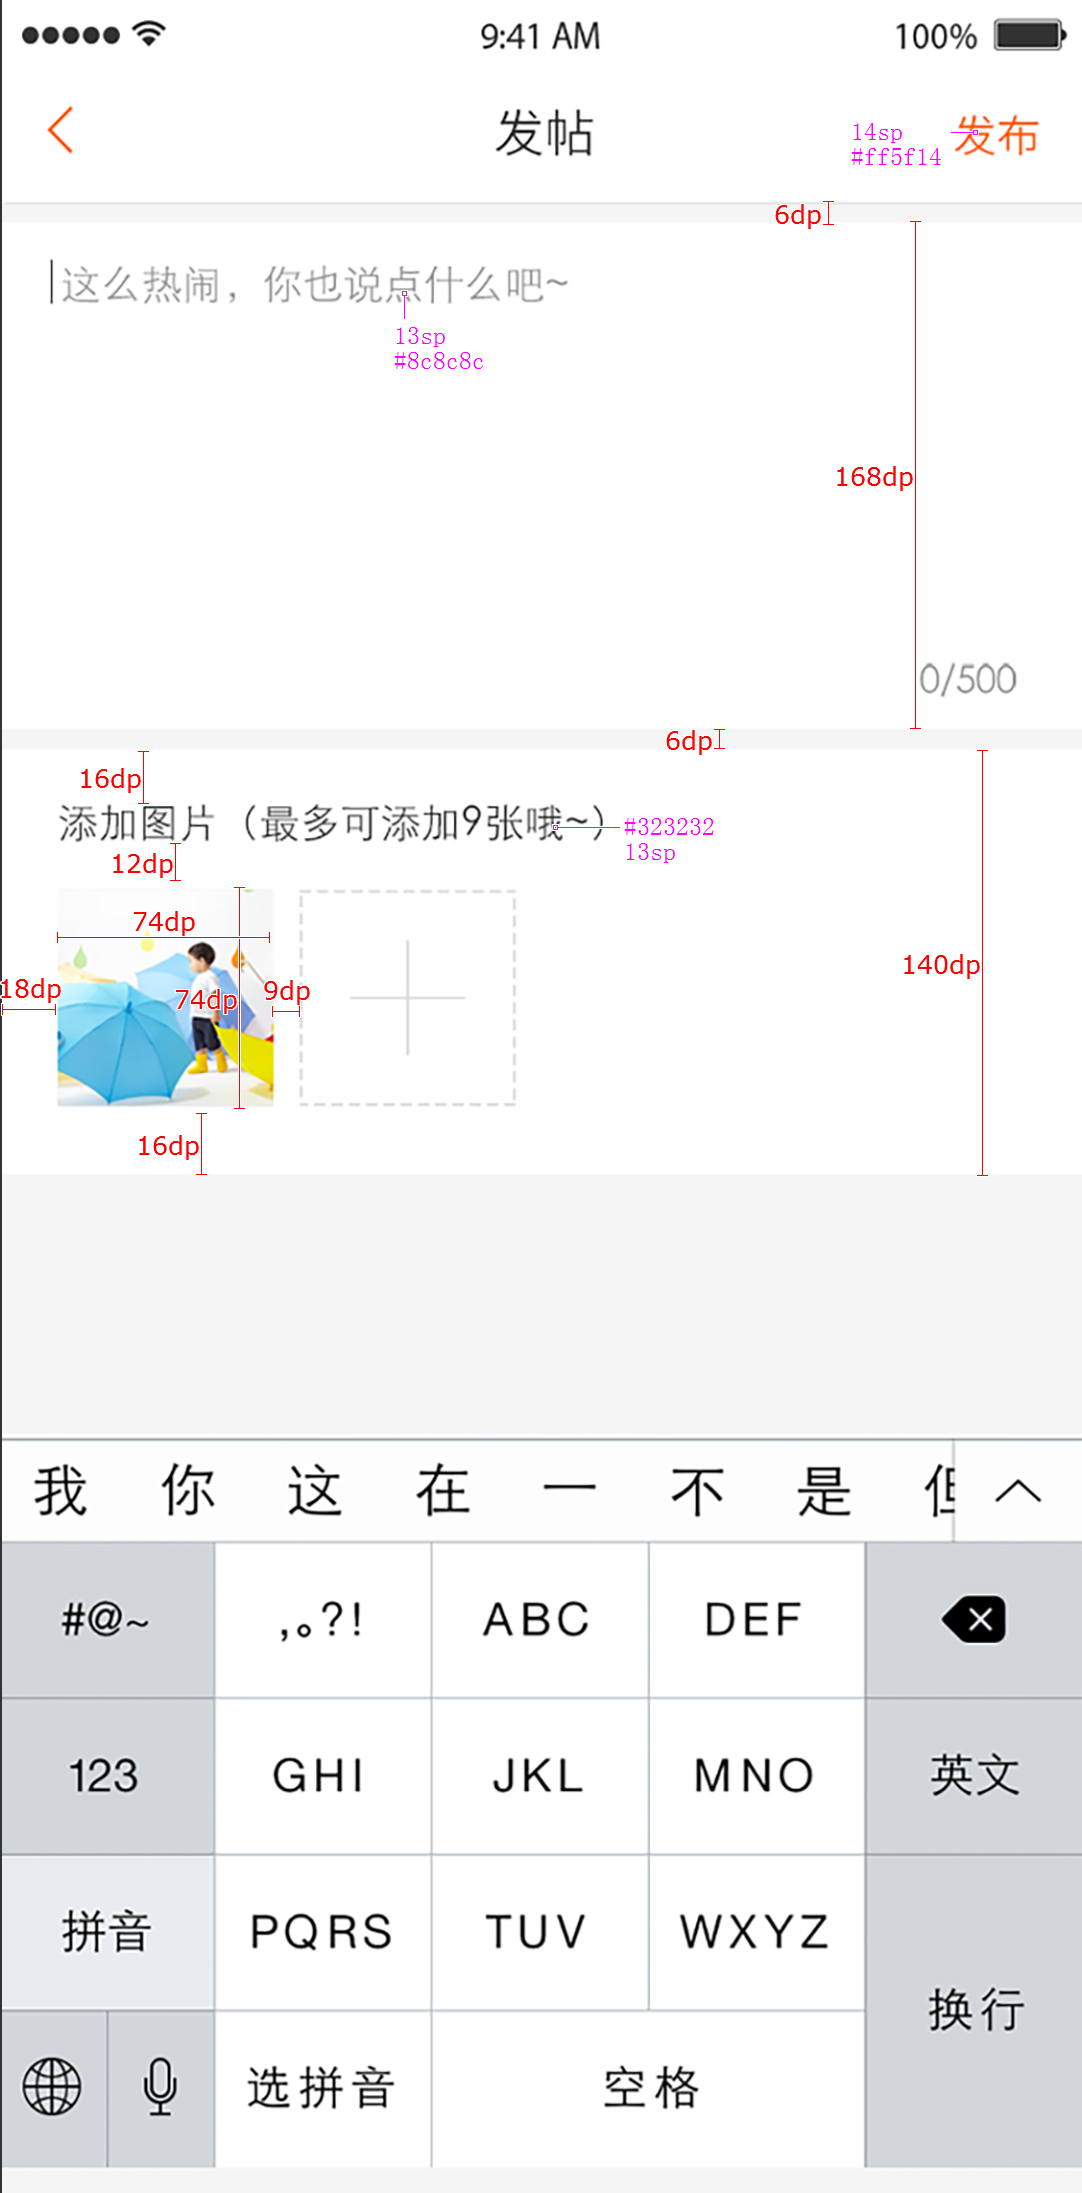 9:41 AM 100%
发帖 发布
14sp
#ff5f14
6dp
这么热闹，你也说点什么吧~
13sp
#8c8c8c
168dp
0/500
6dp
16dp
添加图片（最多可添加9张哦~）
#323232
13sp
12dp
74dp
140dp
18dp 74dp 9dp
16dp
我 你 这 在 一 不 是 但
#@~ ,。?! ABC DEF
123 GHI JKL MNO 英文
拼音 PQRS TUV WXYZ
换行
选拼音 空格